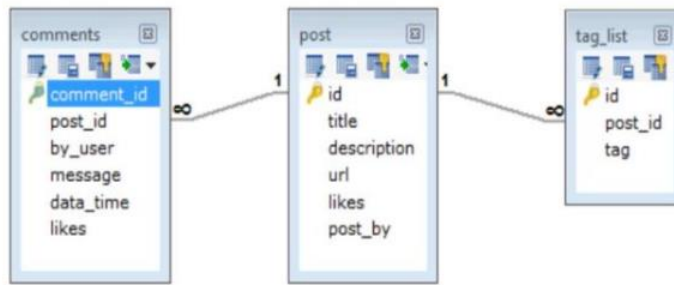 comments
comment_id
post_id
by_user
message
data_time
likes
∞
1
post
id
title
description
url
likes
post_by
1
∞
tag_list
id
post_id
tag